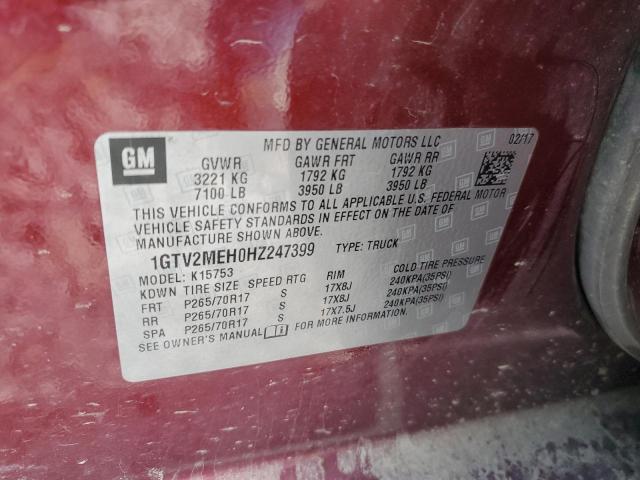 MFD BY GENERAL MOTORS LLC 02/17
GM
GVWR GAWR FRT GAWR RR
3221 KG 1792 KG 1792 KG
7100 LB 3950 LB 3950 LB
THIS VEHICLE CONFORMS TO ALL APPLICABLE U.S. FEDERAL MOTOR
VEHICLE SAFETY STANDARDS IN EFFECT ON THE DATE OF
MANUFACTURE SHOWN ABOVE.
1GTV2MEH0HZ247399 TYPE: TRUCK
MODEL: K15753
KDWN TIRE SIZE SPEED RTG RIM COLD TIRE PRESSURE
FRT P265/70R17 S 17X8J 240KPA(35PSI)
RR P265/70R17 S 17X8J 240KPA(35PSI)
SPA P265/70R17 S 17X7.5J 240KPA(35PSI)
SEE OWNER'S MANUAL FOR MORE INFORMATION.